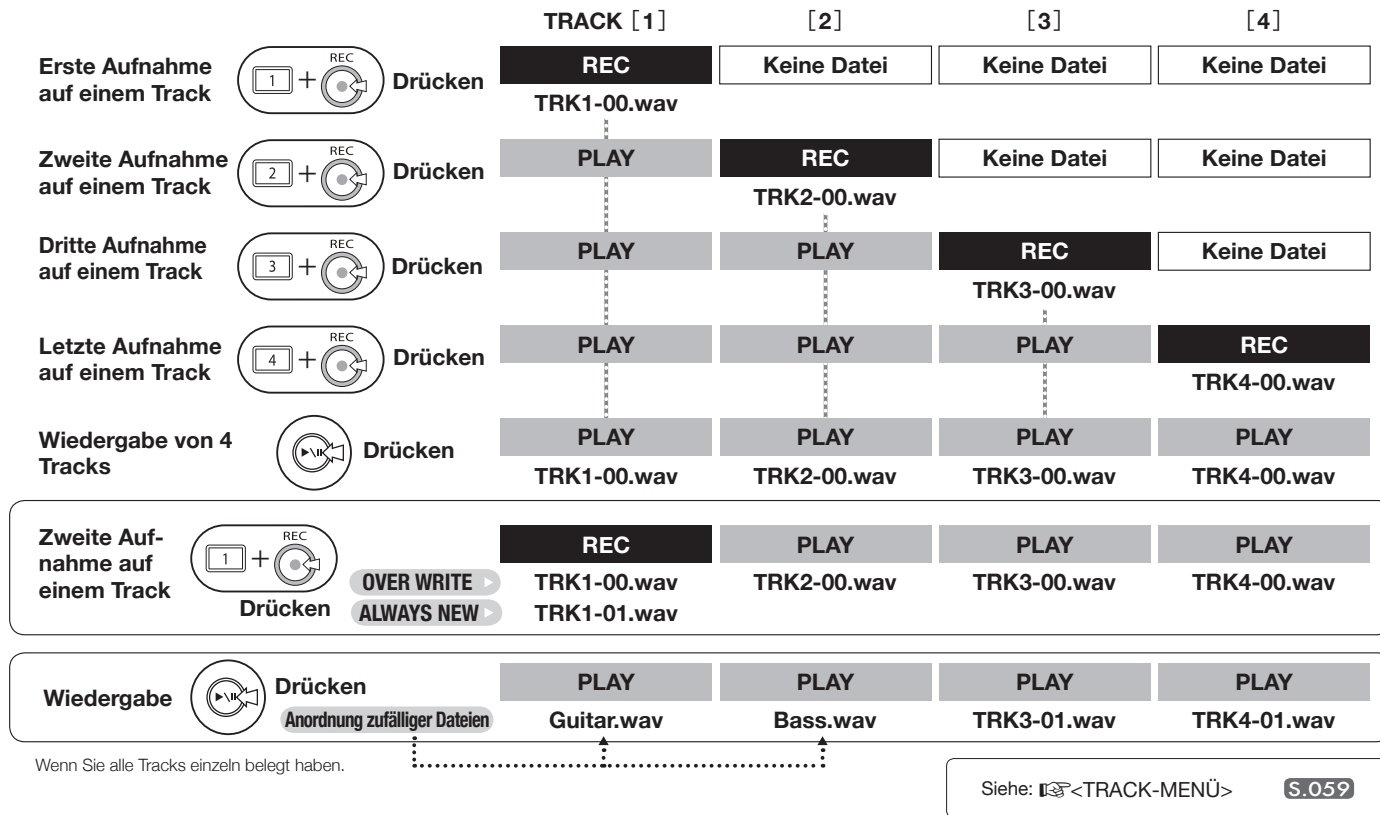 TRACK [1] [2] [3] [4]
Erste Aufnahme
auf einem Track
REC
1 + Drücken
REC Keine Datei Keine Datei Keine Datei
TRK1-00.wav
Zweite Aufnahme
auf einem Track
REC
2 + Drücken
PLAY REC Keine Datei Keine Datei
TRK2-00.wav
Dritte Aufnahme
auf einem Track
REC
3 + Drücken
PLAY PLAY REC Keine Datei
TRK3-00.wav
Letzte Aufnahme
auf einem Track
REC
4 + Drücken
PLAY PLAY PLAY REC
TRK4-00.wav
Wiedergabe von 4
Tracks
Drücken
PLAY PLAY PLAY PLAY
TRK1-00.wav TRK2-00.wav TRK3-00.wav TRK4-00.wav
Zweite Auf-
nahme auf
einem Track
REC
1 +
Drücken
REC PLAY PLAY PLAY
OVER WRITE TRK1-00.wav TRK2-00.wav TRK3-00.wav TRK4-00.wav
ALWAYS NEW TRK1-01.wav
Wiedergabe
Drücken
Anordnung zufälliger Dateien
PLAY PLAY PLAY PLAY
Guitar.wav Bass.wav TRK3-01.wav TRK4-01.wav
Wenn Sie alle Tracks einzeln belegt haben.
Siehe: ☞<TRACK-MENÜ> S.059